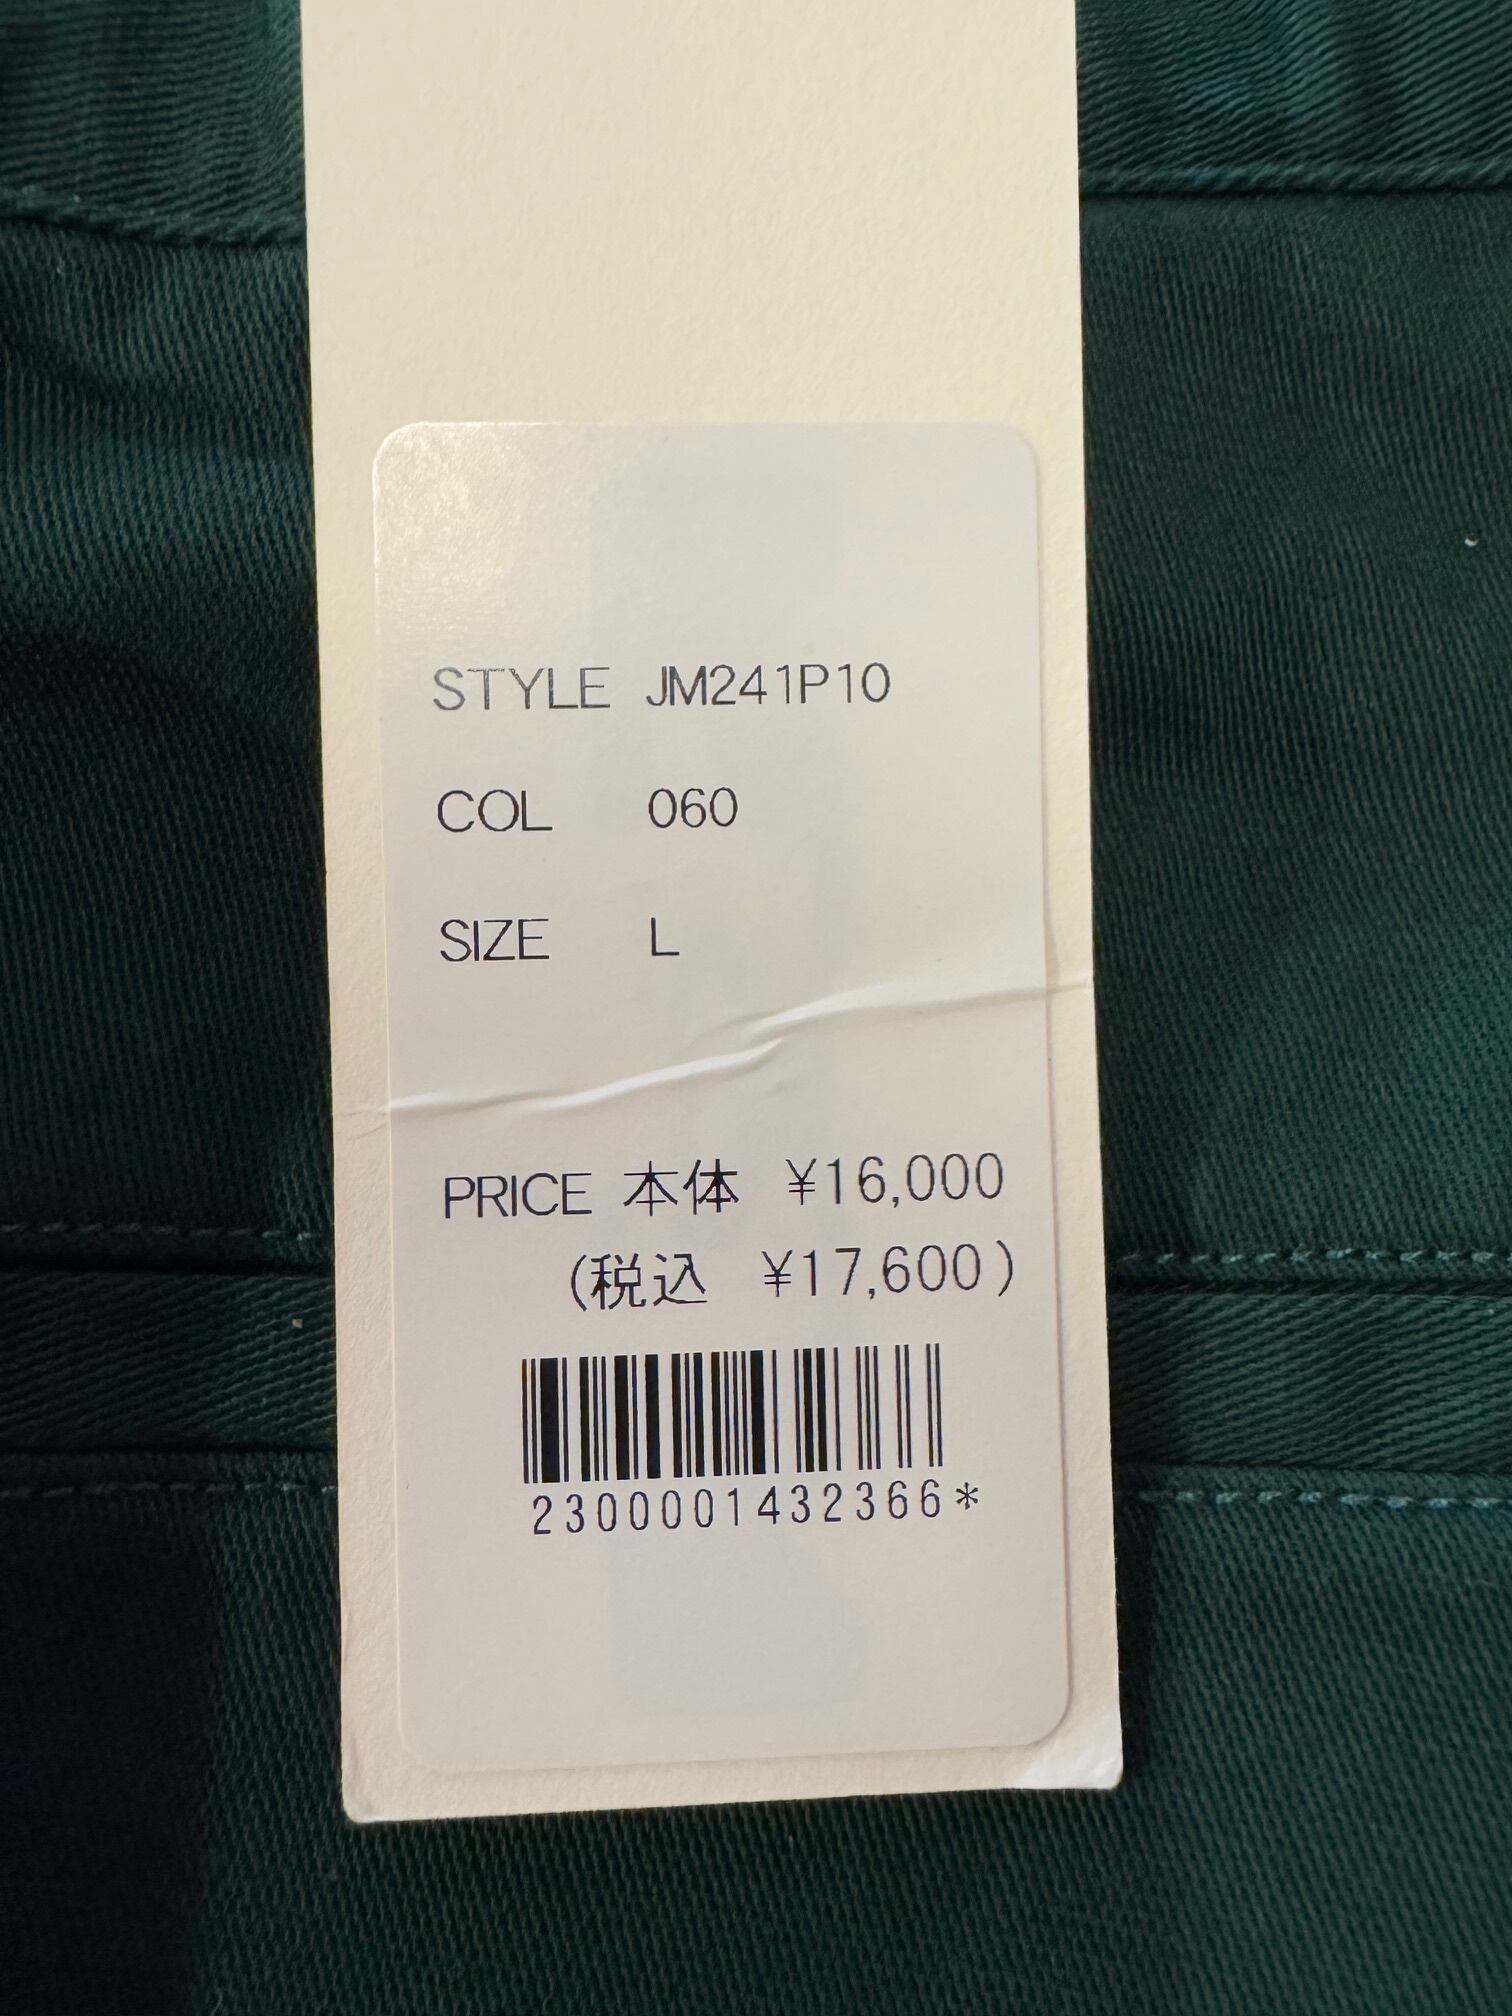 STYLE JM241P10
COL 060
SIZE L
PRICE 本体 ¥16,000
(税込 ¥17,600)
2300001432366*